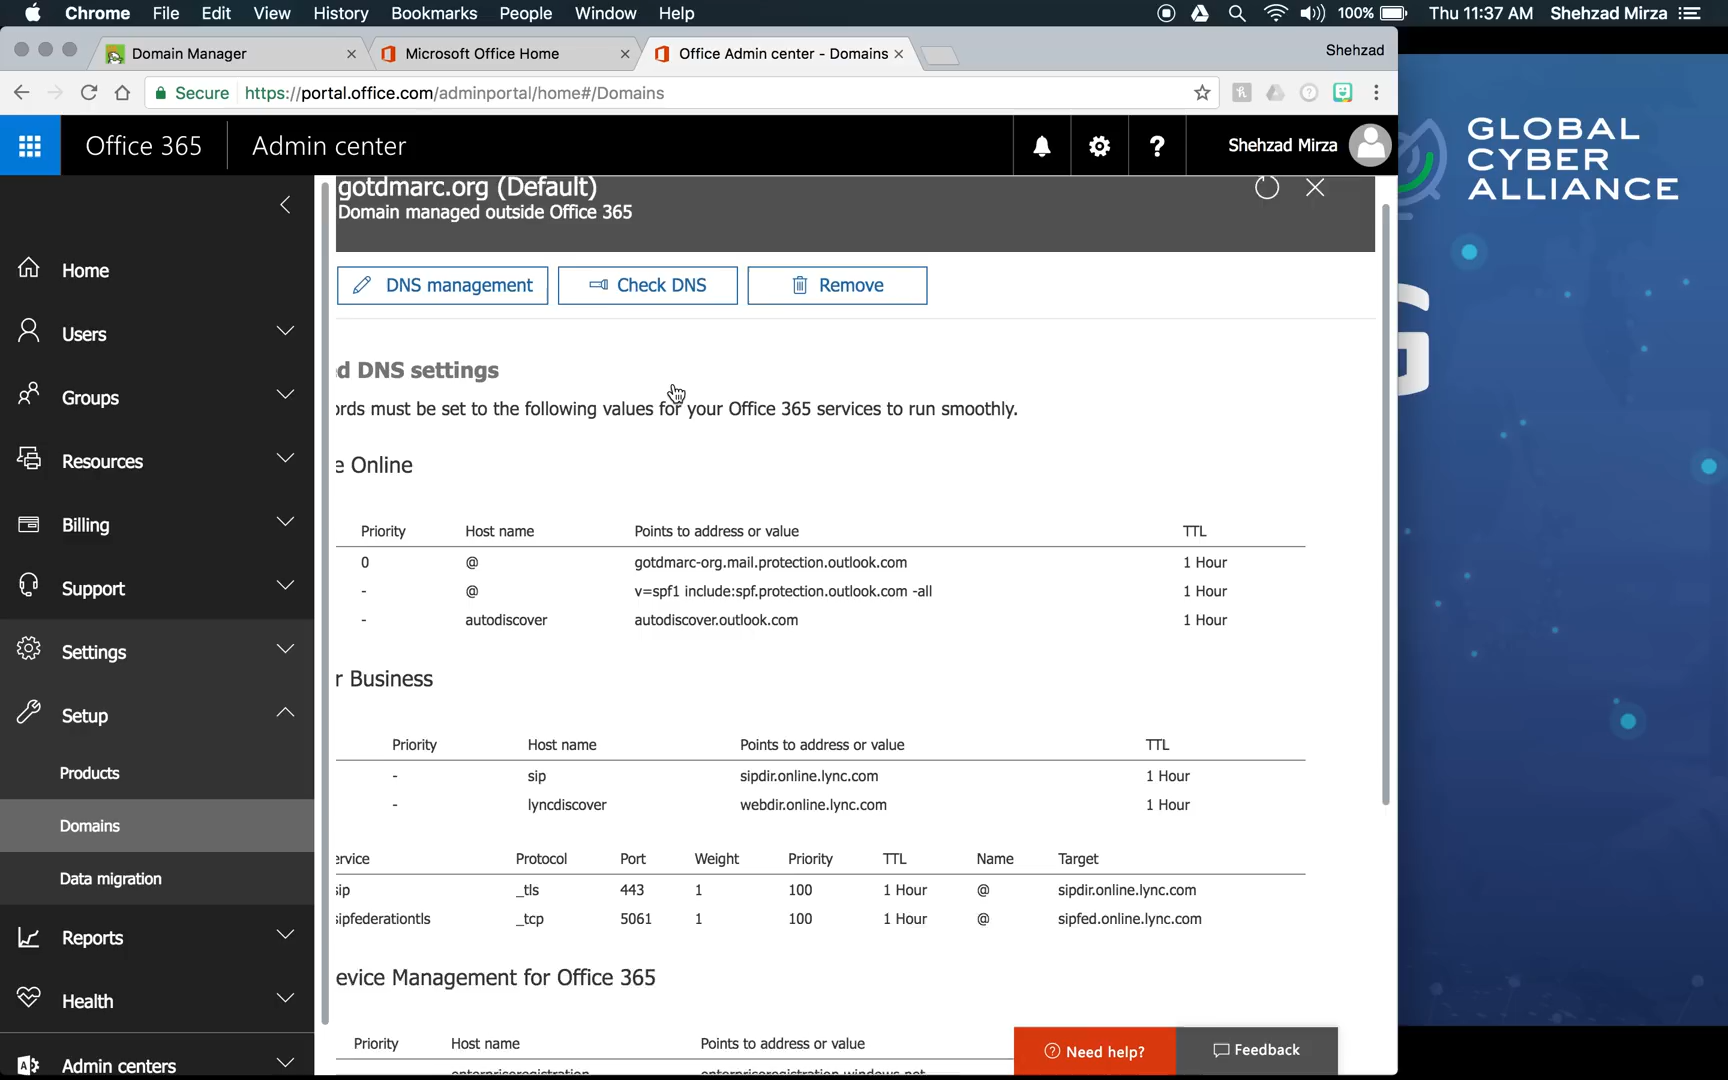 Chrome File Edit View History Bookmarks People Window Help 100% Thu 11:37 AM Shehzad Mirza
Domain Manager Microsoft Office Home Office Admin center - Domains Shehzad
Secure https://portal.office.com/adminportal/home#/Domains
Office 365 Admin center ? Shehzad Mirza
GLOBAL
CYBER
ALLIANCE
gotdmarc.org (Default)
Domain managed outside Office 365
DNS management Check DNS Remove
Home
Users
Groups
Resources
Billing
Support
Settings
Setup
Products
Domains
Data migration
Reports
Health
Admin centers
d DNS settings
ords must be set to the following values for your Office 365 services to run smoothly.
e Online
Priority Host name Points to address or value TTL
0 @ gotdmarc-org.mail.protection.outlook.com 1 Hour
- @ v=spf1 include:spf.protection.outlook.com -all 1 Hour
- autodiscover autodiscover.outlook.com 1 Hour
r Business
Priority Host name Points to address or value TTL
- sip sipdir.online.lync.com 1 Hour
- lyncdiscover webdir.online.lync.com 1 Hour
ervice Protocol Port Weight Priority TTL Name Target
sip _tls 443 1 100 1 Hour @ sipdir.online.lync.com
sipfederationtls _tcp 5061 1 100 1 Hour @ sipfed.online.lync.com
evice Management for Office 365
Priority Host name Points to address or value
enterpriseregistration enterpriseregistration.windows.net
Need help? Feedback
G